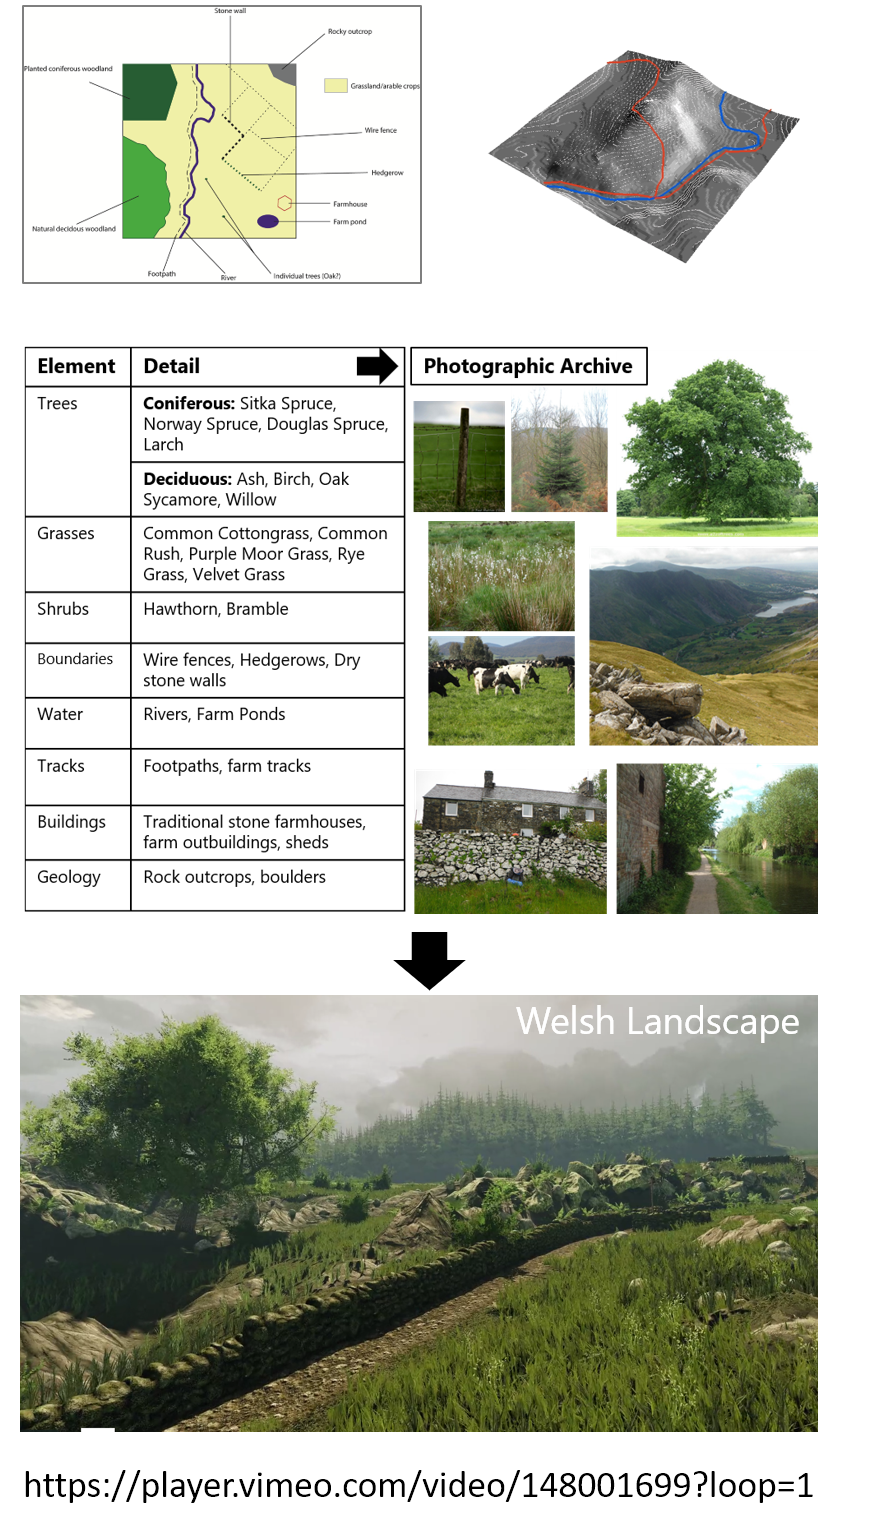 Stone wall
Rocky outcrop
Planted coniferous woodland
Grassland/arable crops
Wire fence
Hedgerow
Farmhouse
Farm pond
Natural decidous woodland
Footpath
River
Individual trees (Oak?)
Element
Detail
Photographic Archive
Trees
Coniferous: Sitka Spruce,
Norway Spruce, Douglas Spruce,
Larch
Deciduous: Ash, Birch, Oak
Sycamore, Willow
Grasses
Common Cottongrass, Common
Rush, Purple Moor Grass, Rye
Grass, Velvet Grass
Shrubs
Hawthorn, Bramble
Boundaries
Wire fences, Hedgerows, Dry
stone walls
Water
Rivers, Farm Ponds
Tracks
Footpaths, farm tracks
Buildings
Traditional stone farmhouses,
farm outbuildings, sheds
Geology
Rock outcrops, boulders
Welsh Landscape
https://player.vimeo.com/video/148001699?loop=1